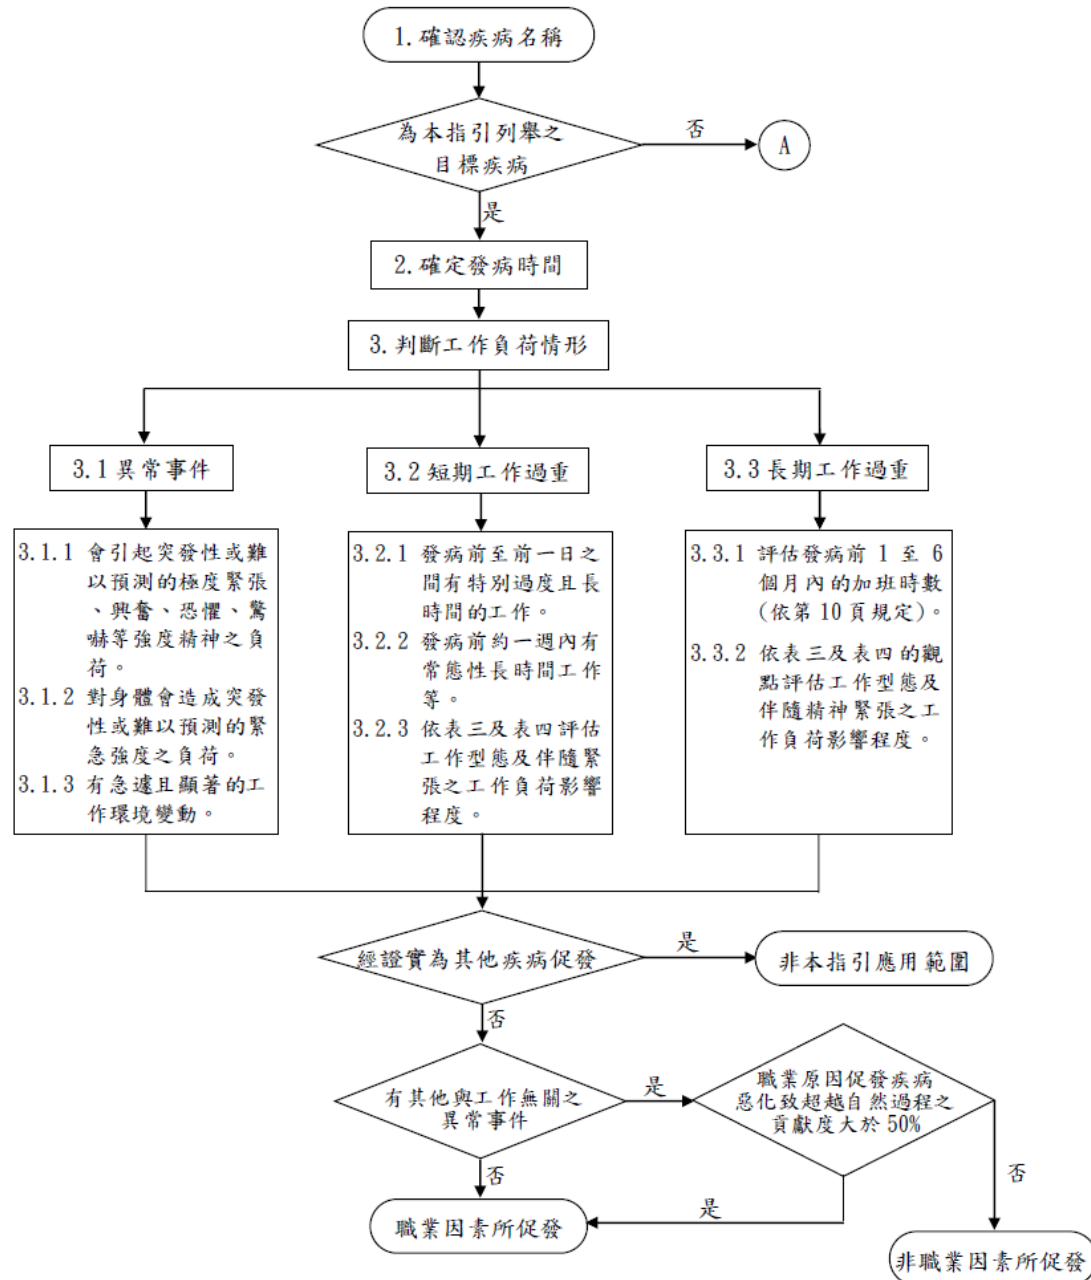 1.確認疾病名稱
為本指引列舉之
目標疾病
否
A
是
2.確定發病時間
3.判斷工作負荷情形
3.1異常事件
3.2短期工作過重
3.3長期工作過重
3.1.1 會引起突發性或難
以預測的極度緊張
、興奮、恐懼、驚
嚇等強度精神之負
荷。
3.1.2 對身體會造成突發
性或難以預測的緊
急強度之負荷。
3.1.3 有急遽且顯著的工
作環境變動。
3.2.1 發病前至前一日之
間有特別過度且長
時間的工作。
3.2.2 發病前約一週內有
常態性長時間工作
等。
3.2.3 依表三及表四評估
工作型態及伴隨緊
張之工作負荷影響
程度。
3.3.1 評估發病前 1 至 6
個月內的加班時數
(依第10頁規定)。
3.3.2 依表三及表四的觀
點評估工作型態及
伴隨精神緊張之工
作負荷影響程度。
經證實為其他疾病促發
是
非本指引應用範圍
否
有其他與工作無關之
異常事件
是
職業原因促發疾病
惡化致超越自然過程之
貢獻度大於50%
否
是
否
職業因素所促發
非職業因素所促發